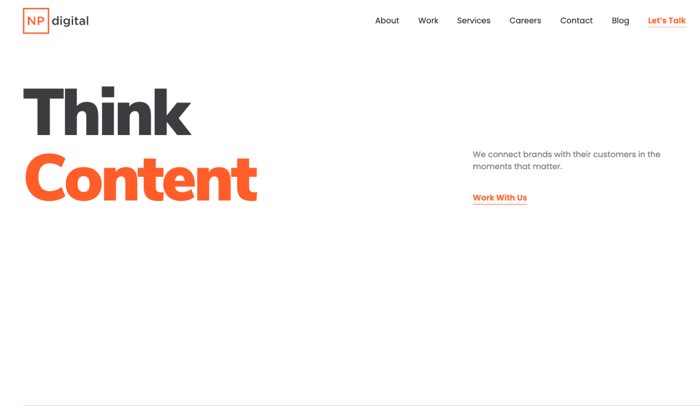 NP digital
About
Work
Services
Careers
Contact
Blog
Let's Talk
Think
Content
We connect brands with their customers in the
moments that matter.
Work With Us